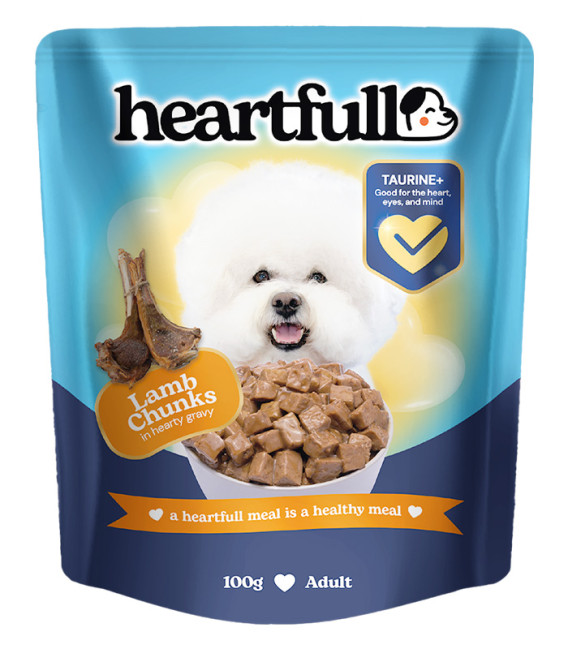 heartfull
TAURINE+
Good for the heart,
eyes, and mind
Lamb
Chunks
in hearty gravy
a heartfull meal is a healthy meal
100g Adult